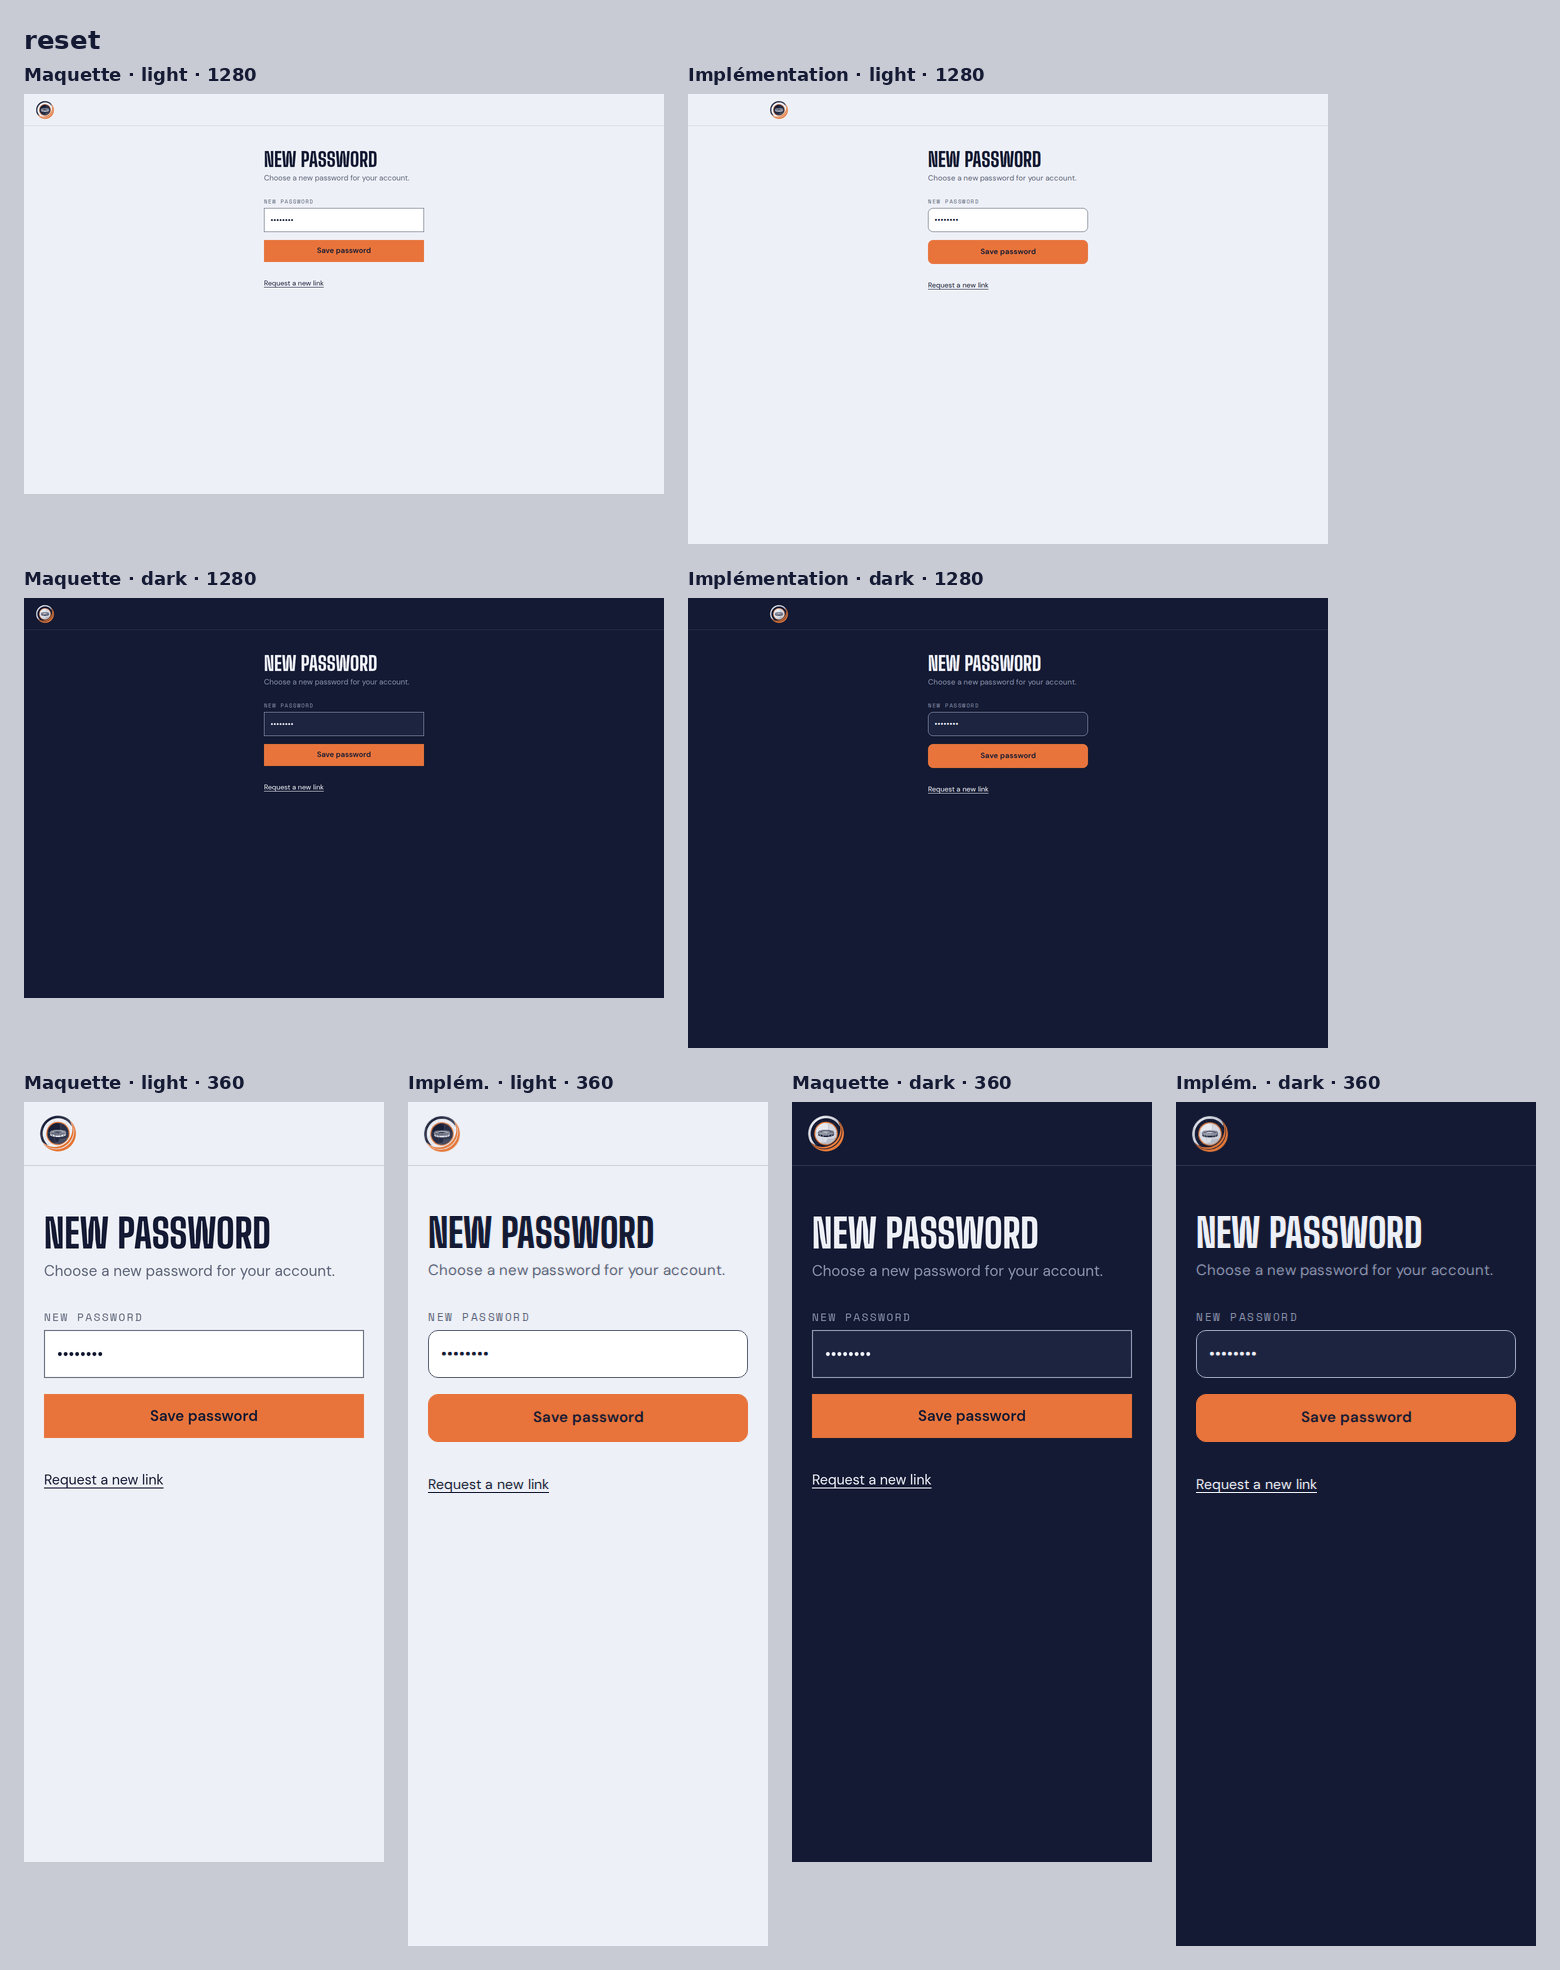 reset
Maquette · light · 1280
Implémentation · light · 1280
NEW PASSWORD
Choose a new password for your account.
NEW PASSWORD
••••••••
Save password
Request a new link
NEW PASSWORD
Choose a new password for your account.
NEW PASSWORD
••••••••
Save password
Request a new link
Maquette · dark · 1280
Implémentation · dark · 1280
NEW PASSWORD
Choose a new password for your account.
NEW PASSWORD
••••••••
Save password
Request a new link
NEW PASSWORD
Choose a new password for your account.
NEW PASSWORD
••••••••
Save password
Request a new link
Maquette · light · 360
Implém. · light · 360
Maquette · dark · 360
Implém. · dark · 360
NEW PASSWORD
Choose a new password for your account.
NEW PASSWORD
••••••••
Save password
Request a new link
NEW PASSWORD
Choose a new password for your account.
NEW PASSWORD
••••••••
Save password
Request a new link
NEW PASSWORD
Choose a new password for your account.
NEW PASSWORD
••••••••
Save password
Request a new link
NEW PASSWORD
Choose a new password for your account.
NEW PASSWORD
••••••••
Save password
Request a new link